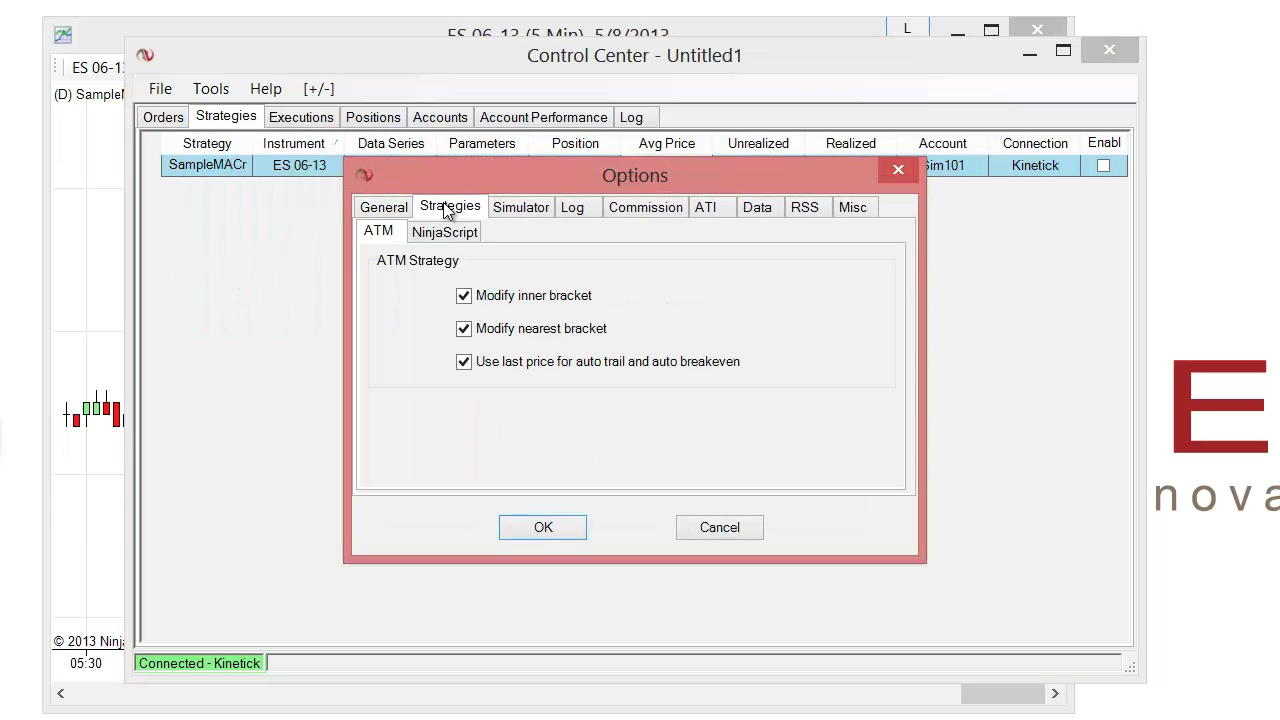 ES 06-13 (5 Min) 5/8/2013
L
ES 06-1
(D) SampleM
Control Center - Untitled1
File Tools Help [+/-]
Orders Strategies Executions Positions Accounts Account Performance Log
Strategy Instrument Data Series Parameters Position Avg Price Unrealized Realized Account Connection Enabl
SampleMACr ES 06-13 Sim101 Kinetick
Options
General Strategies Simulator Log Commission ATI Data RSS Misc
ATM NinjaScript
ATM Strategy
Modify inner bracket
Modify nearest bracket
Use last price for auto trail and auto breakeven
OK Cancel
E
nova
© 2013 Ninj
05:30
Connected - Kinetick